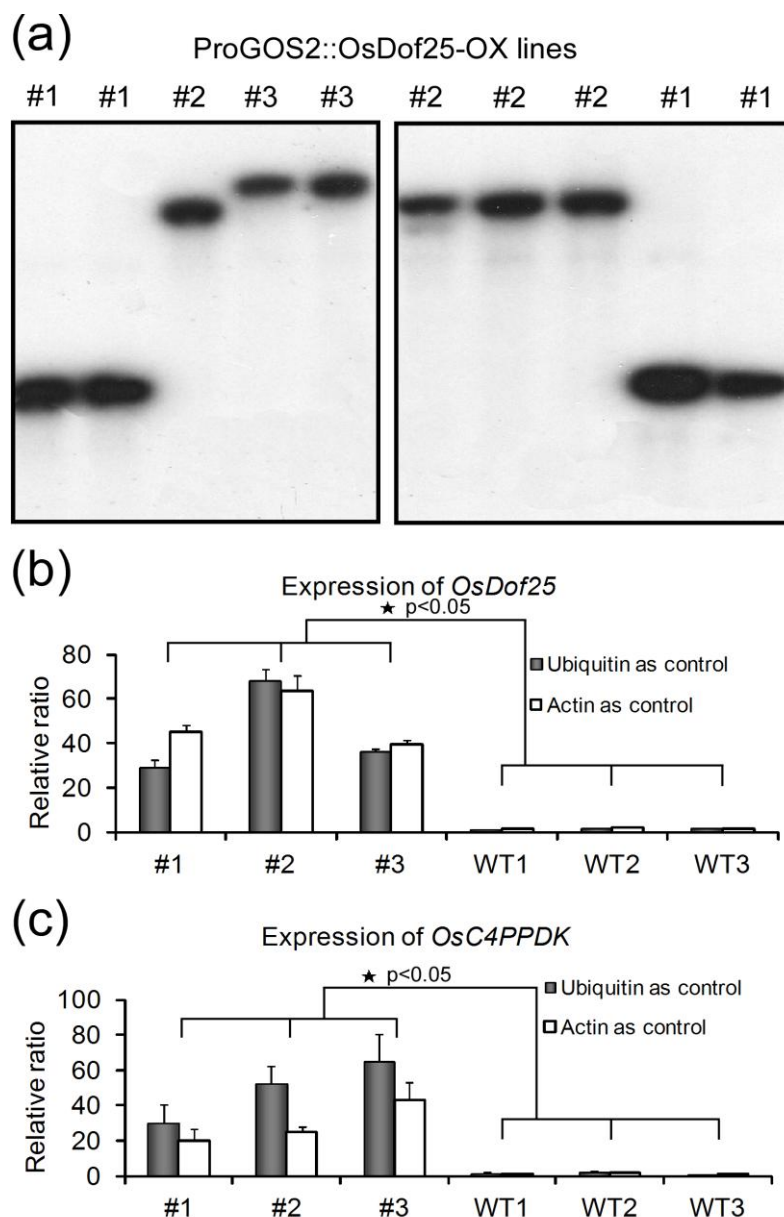 (a)
ProGOS2::OsDof25-OX lines
#1 #1 #2 #3 #3 #2 #2 #2 #1 #1
(b)
Expression of OsDof25
★ p<0.05
Ubiquitin as control
Actin as control
Relative ratio
80
60
40
20
0
#1 #2 #3 WT1 WT2 WT3
(c)
Expression of OsC4PPDK
★ p<0.05
Ubiquitin as control
Actin as control
Relative ratio
100
80
60
40
20
0
#1 #2 #3 WT1 WT2 WT3